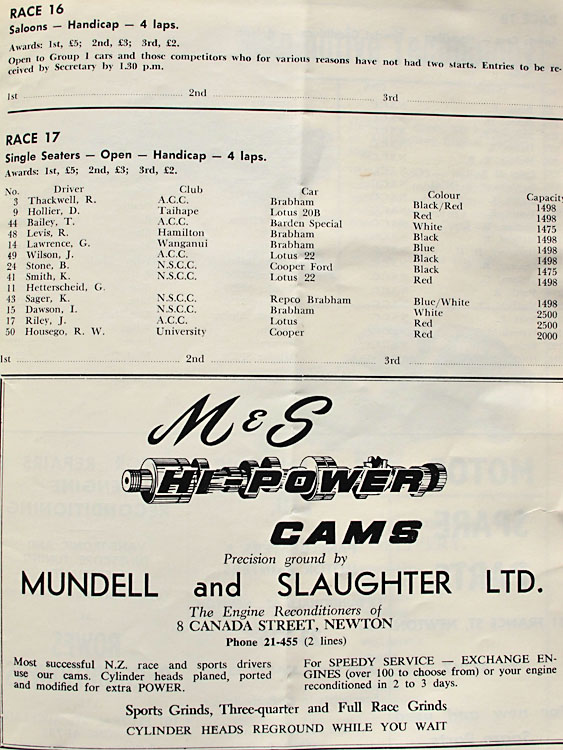 RACE 16
Saloons — Handicap — 4 laps.
Awards: 1st, £5; 2nd, £3; 3rd, £2.
Open to Group 1 cars and those competitors who for various reasons have not had two starts. Entries to be re-
ceived by Secretary by 1.30 p.m.
1st 2nd 3rd
RACE 17
Single Seaters — Open — Handicap — 4 laps.
Awards: 1st, £5; 2nd, £3; 3rd, £2.
No. Driver Club Car Colour Capacity
3 Thackwell, R. A.C.C. Brabham Black/Red 1498
9 Hollier, D. Taihape Lotus 20B Red 1498
44 Bailey, T. A.C.C. Barden Special White 1475
48 Levis, R. Hamilton Brabham Black 1498
14 Lawrence, G. Wanganui Brabham Blue 1498
49 Wilson, J. A.C.C. Lotus 22 Black 1498
24 Stone, B. N.S.C.C. Cooper Ford Black 1475
41 Smith, K. N.S.C.C. Lotus 22 Red 1498
11 Hetterscheid, G.
43 Sager, K. N.S.C.C. Repco Brabham Blue/White 1498
15 Dawson, I. N.S.C.C. Brabham White 2500
17 Riley, J. A.C.C. Lotus Red 2500
50 Housego, R. W. University Cooper Red 2000
1st 2nd 3rd
M & S
HI-POWER
CAMS
Precision ground by
MUNDELL and SLAUGHTER LTD.
The Engine Reconditioners of
8 CANADA STREET, NEWTON
Phone 21-455 (2 lines)
Most successful N.Z. race and sports drivers
use our cams. Cylinder heads planed, ported
and modified for extra POWER.
For SPEEDY SERVICE — EXCHANGE EN-
GINES (over 100 to choose from) or your engine
reconditioned in 2 to 3 days.
Sports Grinds, Three-quarter and Full Race Grinds
CYLINDER HEADS REGROUND WHILE YOU WAIT